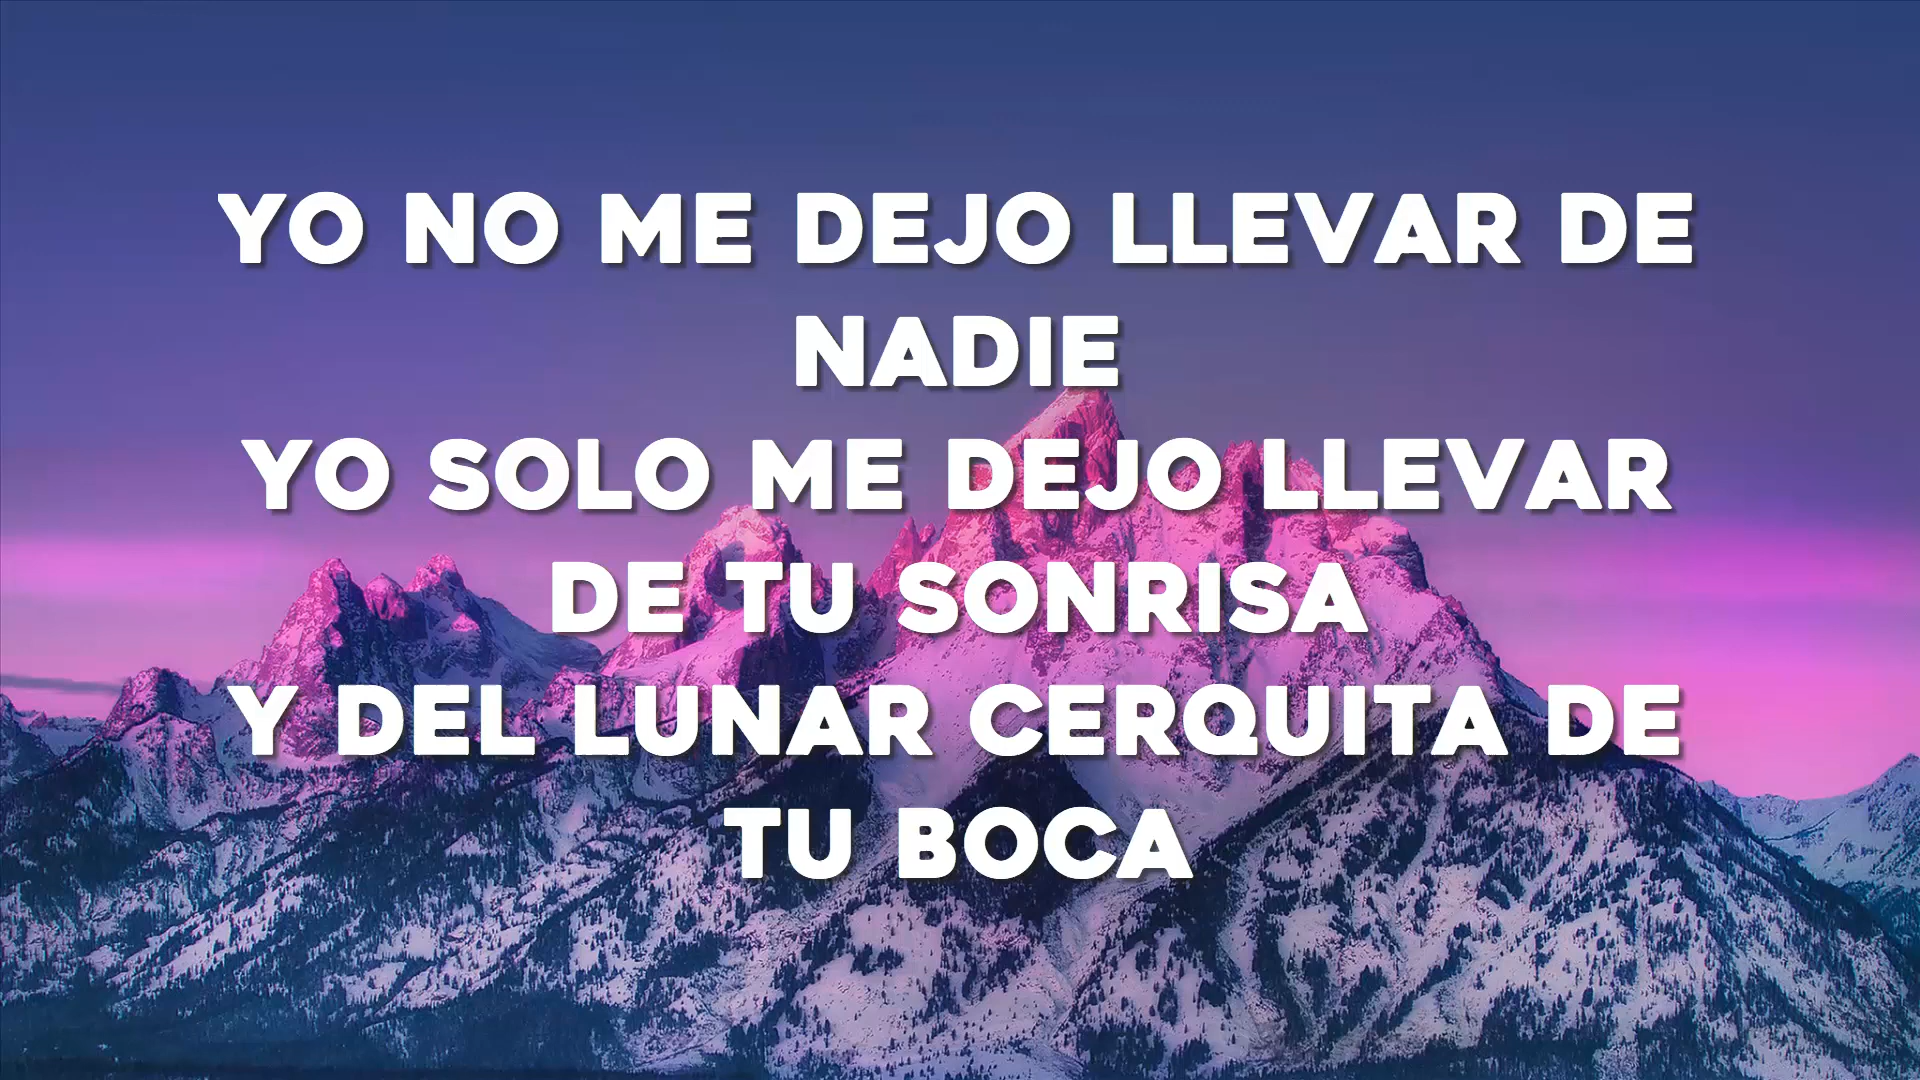 YO NO ME DEJO LLEVAR DE
NADIE
YO SOLO ME DEJO LLEVAR
DE TU SONRISA
Y DEL LUNAR CERQUITA DE
TU BOCA